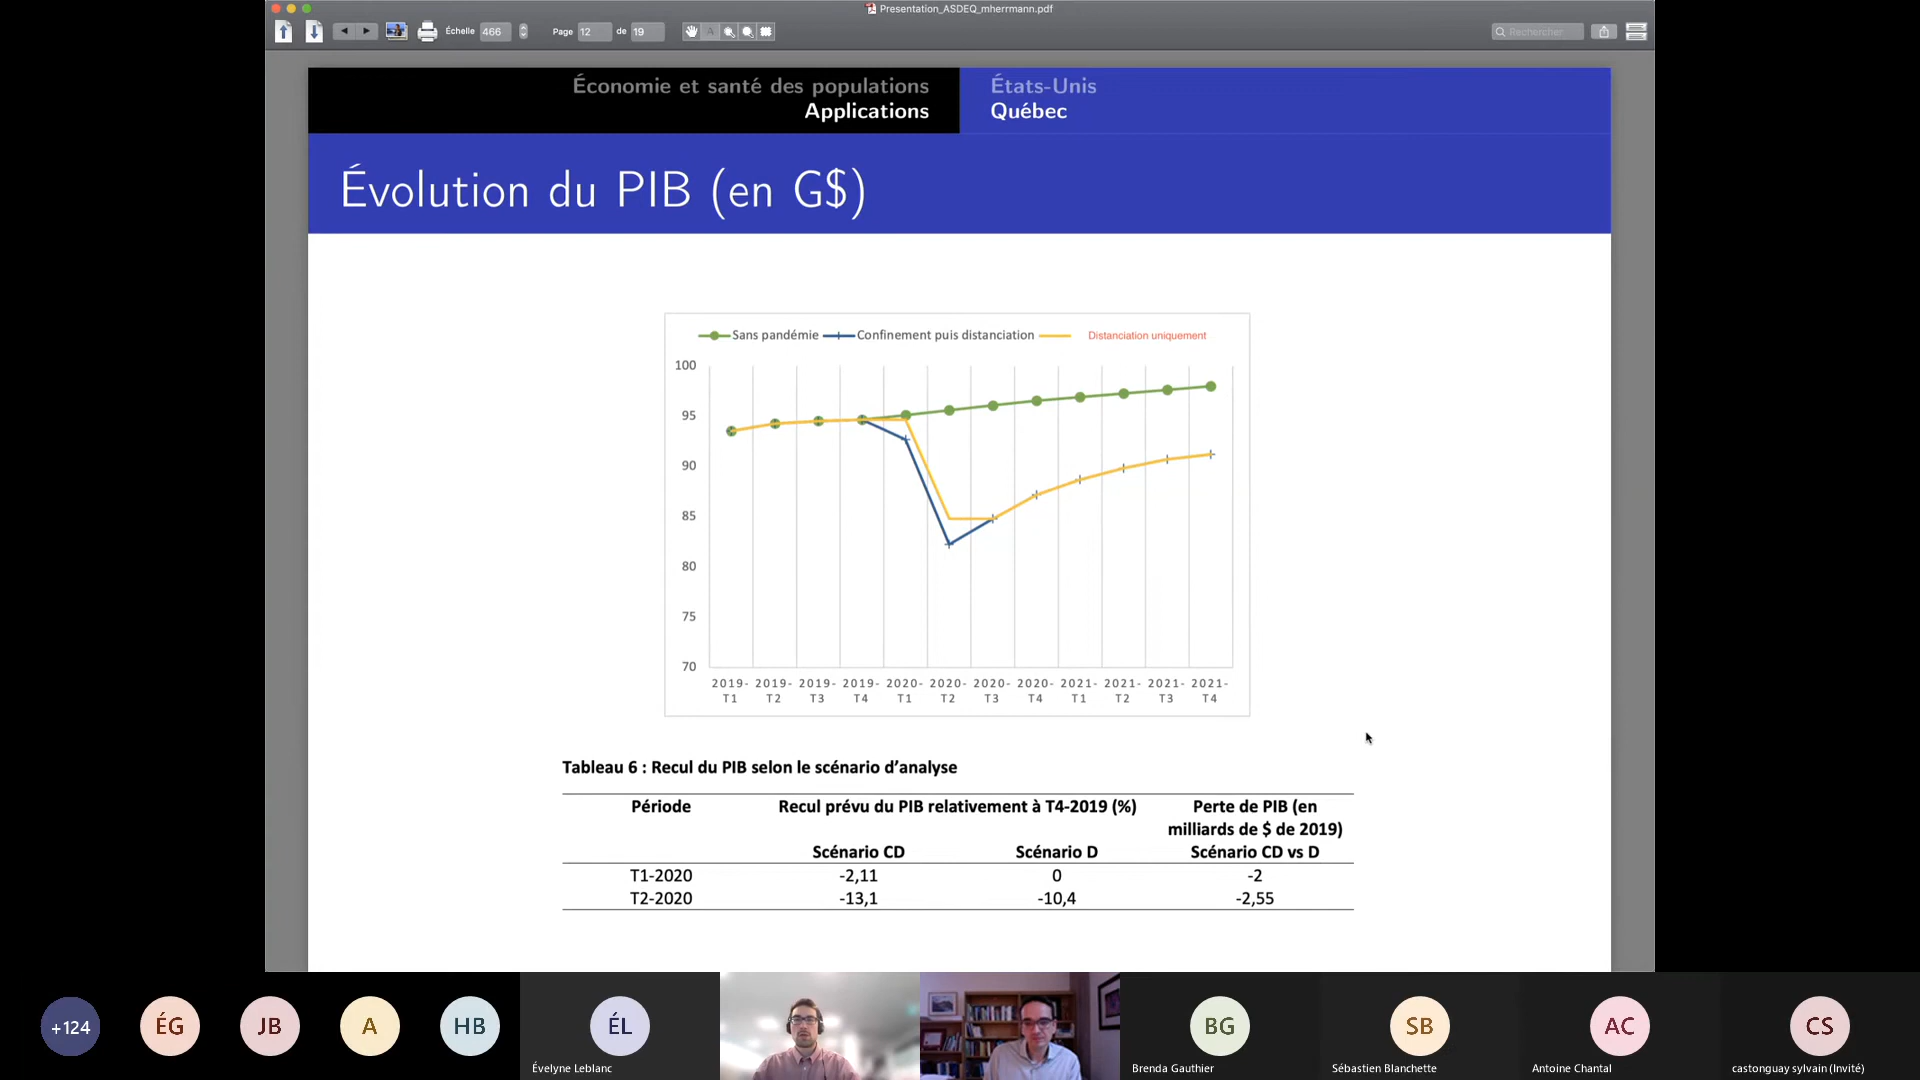 Presentation_ASDEQ_mherrmann.pdf
Échelle 466 Page 12 de 19 A Rechercher
Économie et santé des populations
Applications
États-Unis
Québec
Évolution du PIB (en G$)
Sans pandémie Confinement puis distanciation Distanciation uniquement
100
95
90
85
80
75
70
2019-T1 2019-T2 2019-T3 2019-T4 2020-T1 2020-T2 2020-T3 2020-T4 2021-T1 2021-T2 2021-T3 2021-T4
Tableau 6 : Recul du PIB selon le scénario d'analyse
Période Recul prévu du PIB relativement à T4-2019 (%) Perte de PIB (en
milliards de $ de 2019)
Scénario CD Scénario D Scénario CD vs D
T1-2020 -2,11 0 -2
T2-2020 -13,1 -10,4 -2,55
+124 ÉG JB A HB ÉL BG SB AC CS
Évelyne Leblanc Brenda Gauthier Sébastien Blanchette Antoine Chantal castonguay sylvain (Invité)